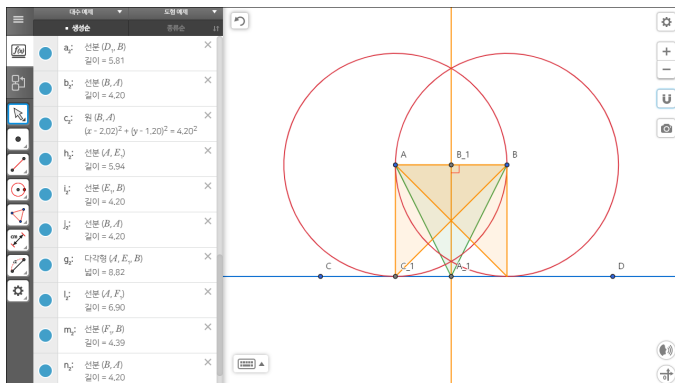 대수 예제 ▼ 도형 예제 ▼
• 생성순 종류순 ↓↑
a₂: 선분 (D₁, B)
길이 = 5.81
b₂: 선분 (B, A)
길이 = 4.20
c₂: 원 (B, A)
(x - 2.02)² + (y - 1.20)² = 4.20²
h₂: 선분 (A, E₁)
길이 = 5.94
i₂: 선분 (E₁, B)
길이 = 4.20
j₂: 선분 (B, A)
길이 = 4.20
g₂: 다각형 (A, E₁, B)
넓이 = 8.82
l₂: 선분 (A, F₁)
길이 = 6.90
m₂: 선분 (F₁, B)
길이 = 4.39
n₂: 선분 (B, A)
길이 = 4.20
f(x)
A B_1 B
C C_1 A_1 D